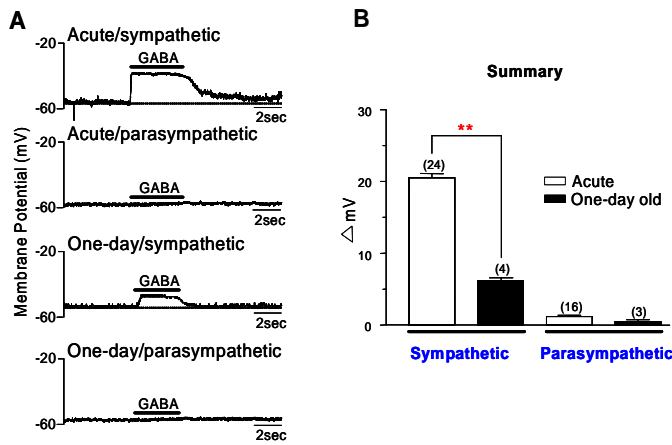 A
Acute/sympathetic
-20
GABA
-60
2sec
Acute/parasympathetic
-20
GABA
-60
2sec
One-day/sympathetic
-20
GABA
-60
2sec
One-day/parasympathetic
-20
GABA
-60
2sec
Membrane Potential (mV)
B
Summary
30
20
10
0
△ mV
**
(24)
(4)
(16)
(3)
Acute
One-day old
Sympathetic
Parasympathetic